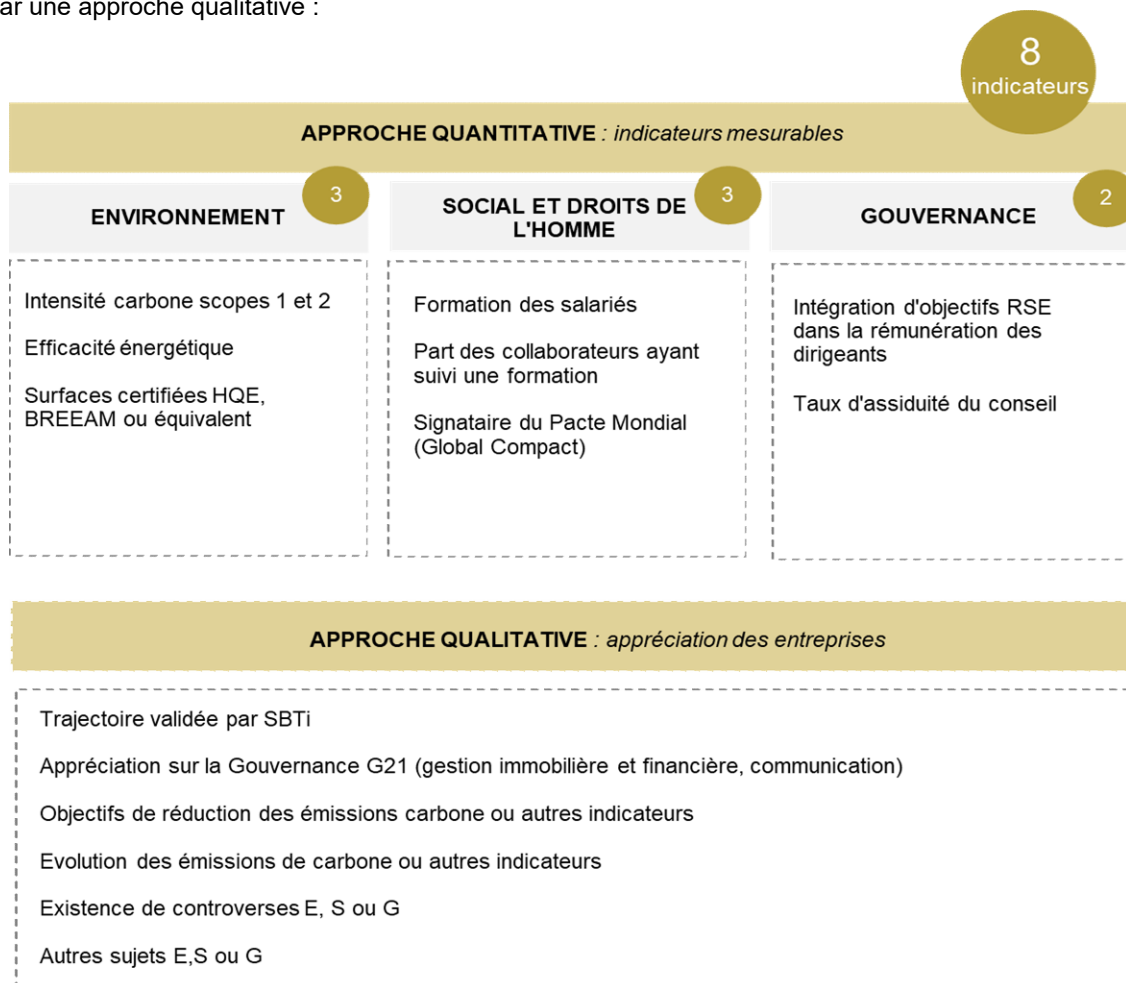 par une approche qualitative :
8
indicateurs
APPROCHE QUANTITATIVE : indicateurs mesurables
3
ENVIRONNEMENT
3
SOCIAL ET DROITS DE
L'HOMME
2
GOUVERNANCE
Intensité carbone scopes 1 et 2
Efficacité énergétique
Surfaces certifiées HQE,
BREEAM ou équivalent
Formation des salariés
Part des collaborateurs ayant
suivi une formation
Signataire du Pacte Mondial
(Global Compact)
Intégration d'objectifs RSE
dans la rémunération des
dirigeants
Taux d'assiduité du conseil
APPROCHE QUALITATIVE : appréciation des entreprises
Trajectoire validée par SBTi
Appréciation sur la Gouvernance G21 (gestion immobilière et financière, communication)
Objectifs de réduction des émissions carbone ou autres indicateurs
Evolution des émissions de carbone ou autres indicateurs
Existence de controverses E, S ou G
Autres sujets E,S ou G